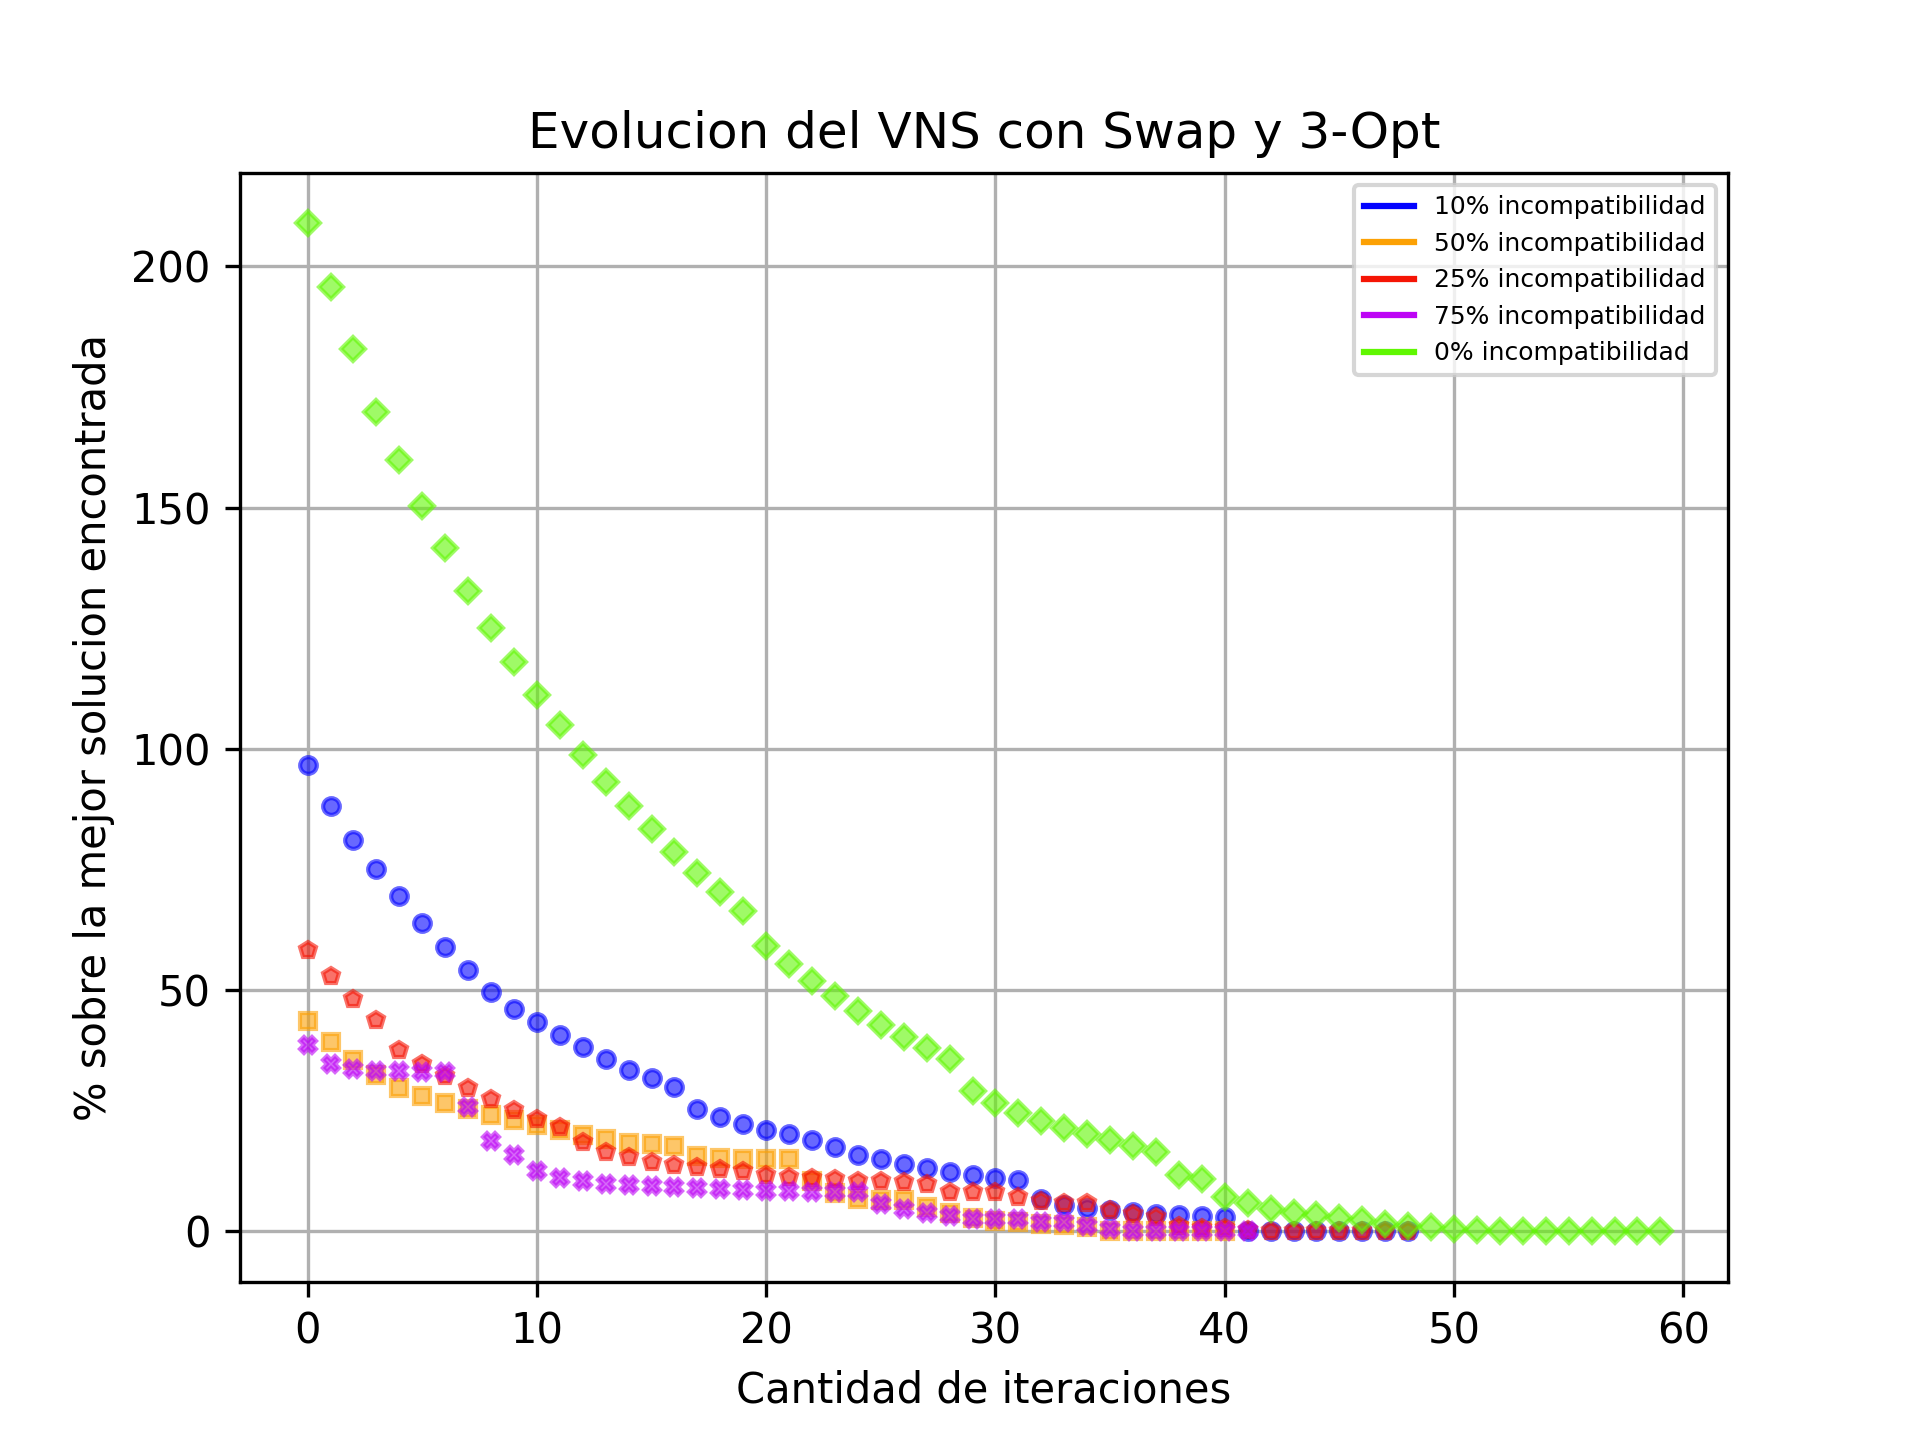 Evolucion del VNS con Swap y 3-Opt
10% incompatibilidad
50% incompatibilidad
25% incompatibilidad
75% incompatibilidad
0% incompatibilidad
% sobre la mejor solucion encontrada
200
150
100
50
0
0 10 20 30 40 50 60
Cantidad de iteraciones